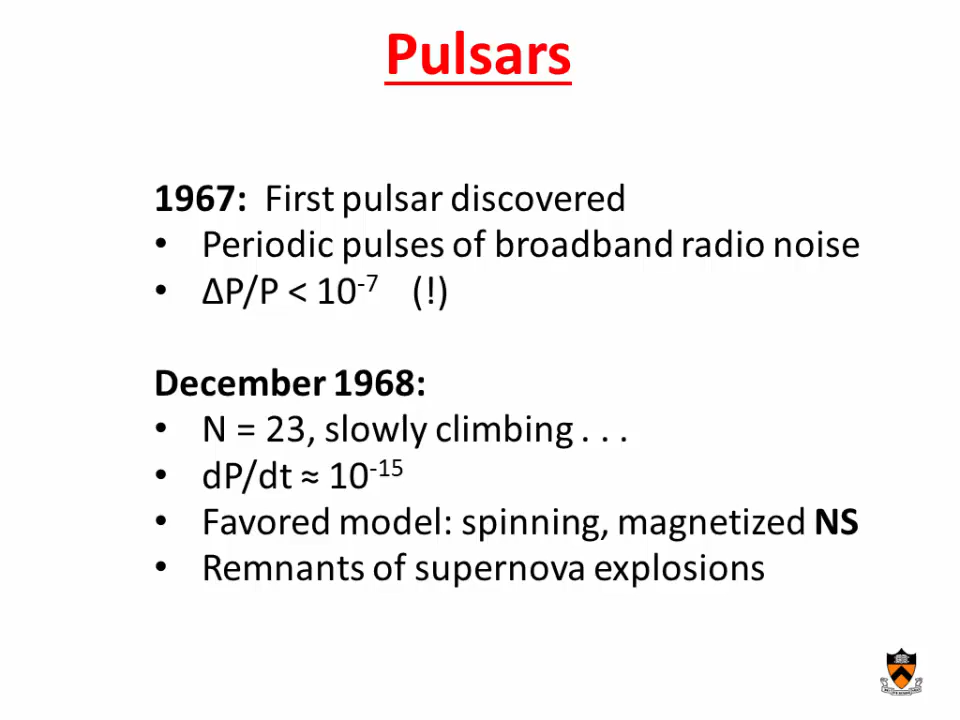 Pulsars
1967: First pulsar discovered
• Periodic pulses of broadband radio noise
• ΔP/P < 10⁻⁷ (!)
December 1968:
• N = 23, slowly climbing . . .
• dP/dt ≈ 10⁻¹⁵
• Favored model: spinning, magnetized NS
• Remnants of supernova explosions